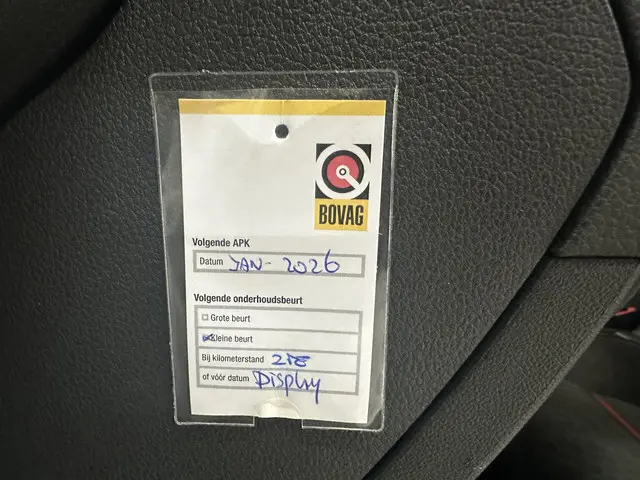 BOVAG
Volgende APK
Datum JAN - 2026
Volgende onderhoudsbeurt
Grote beurt
Kleine beurt
Bij kilometerstand ZIE
of vóór datum Display